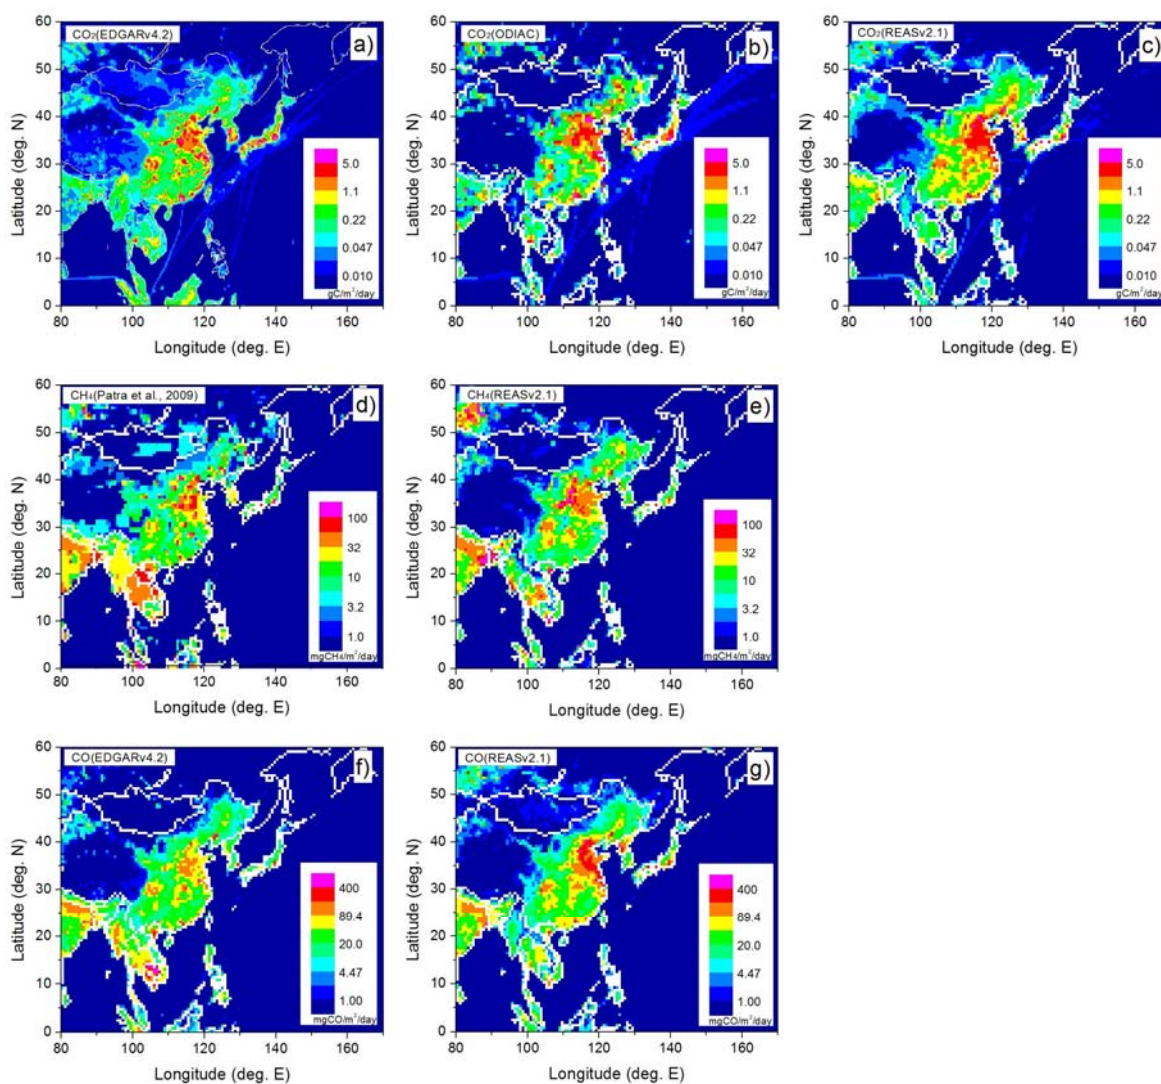 CO₂(EDGARv4.2)
a)
60
50
40
30
20
10
0
Latitude (deg. N)
5.0
1.1
0.22
0.047
0.010
gC/m²/day
80 100 120 140 160
Longitude (deg. E)
CO₂(ODIAC)
b)
60
50
40
30
20
10
0
Latitude (deg. N)
5.0
1.1
0.22
0.047
0.010
gC/m²/day
80 100 120 140 160
Longitude (deg. E)
CO₂(REASv2.1)
c)
60
50
40
30
20
10
0
Latitude (deg. N)
5.0
1.1
0.22
0.047
0.010
gC/m²/day
80 100 120 140 160
Longitude (deg. E)
CH₄(Patra et al., 2009)
d)
60
50
40
30
20
10
0
Latitude (deg. N)
100
32
10
3.2
1.0
mgCH₄/m²/day
80 100 120 140 160
Longitude (deg. E)
CH₄(REASv2.1)
e)
60
50
40
30
20
10
0
Latitude (deg. N)
100
32
10
3.2
1.0
mgCH₄/m²/day
80 100 120 140 160
Longitude (deg. E)
CO(EDGARv4.2)
f)
60
50
40
30
20
10
0
Latitude (deg. N)
400
89.4
20.0
4.47
1.00
mgCO/m²/day
80 100 120 140 160
Longitude (deg. E)
CO(REASv2.1)
g)
60
50
40
30
20
10
0
Latitude (deg. N)
400
89.4
20.0
4.47
1.00
mgCO/m²/day
80 100 120 140 160
Longitude (deg. E)